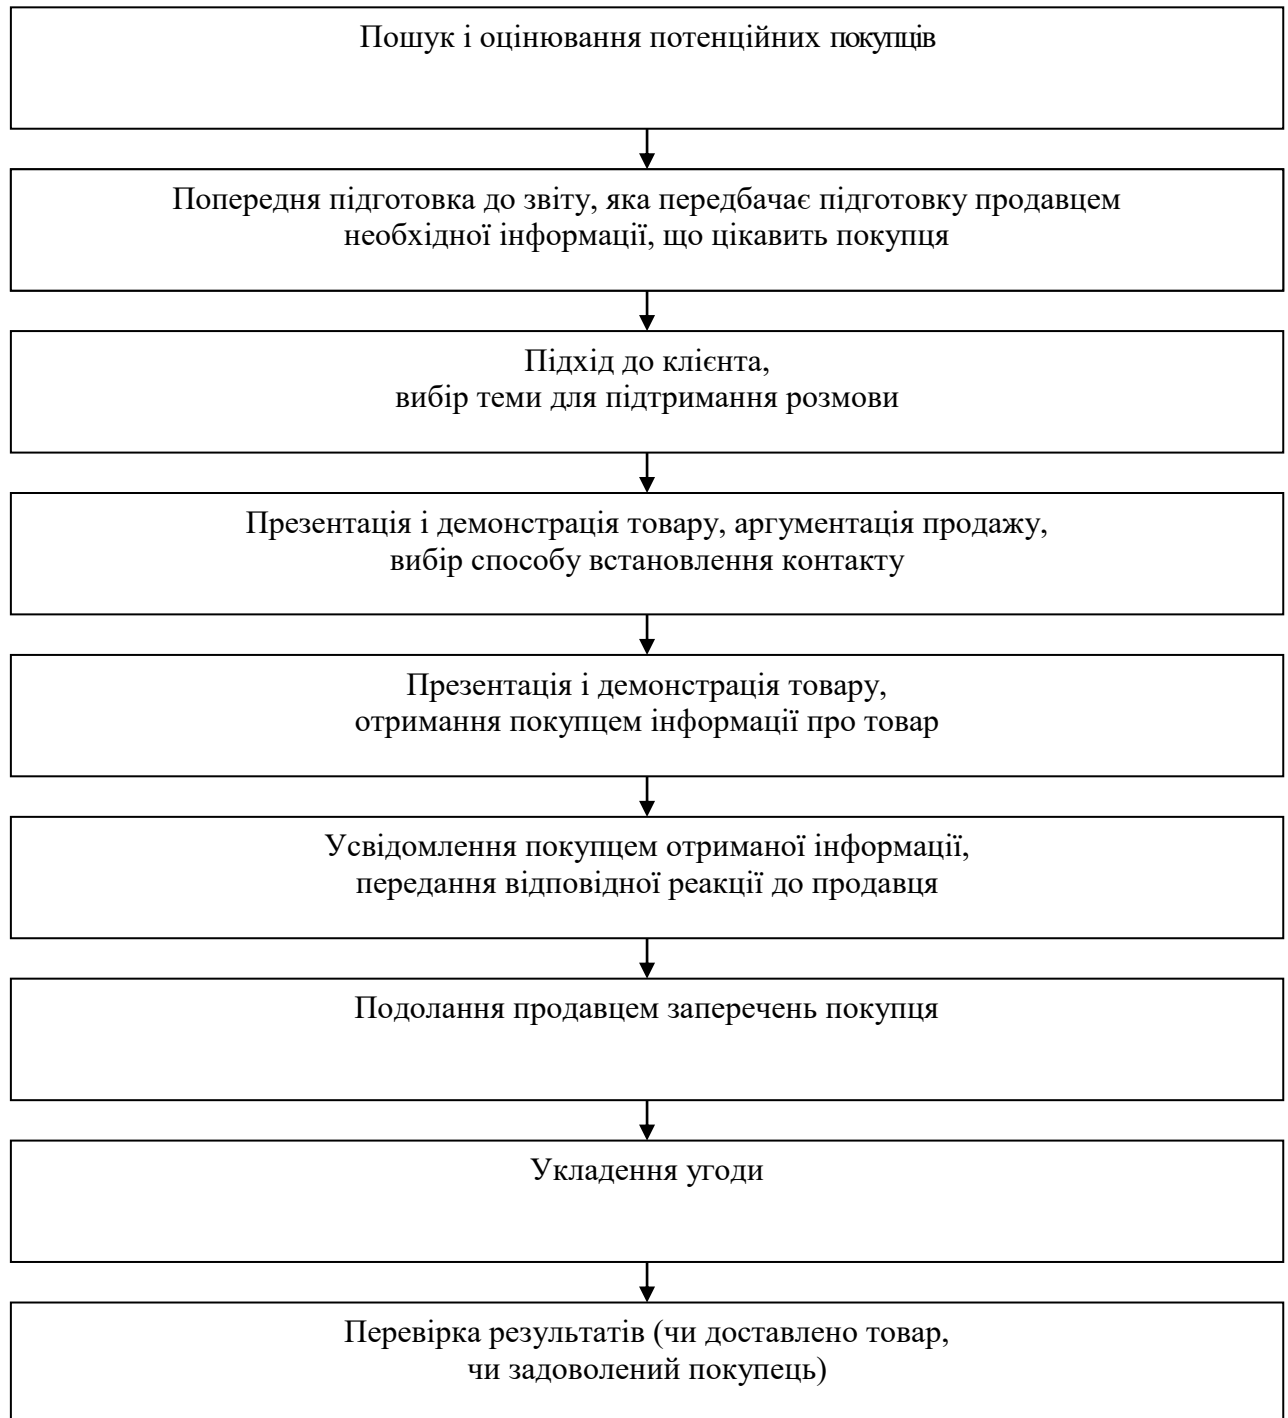 Пошук і оцінювання потенційних покупців
Попередня підготовка до звіту, яка передбачає підготовку продавцем
необхідної інформації, що цікавить покупця
Підхід до клієнта,
вибір теми для підтримання розмови
Презентація і демонстрація товару, аргументація продажу,
вибір способу встановлення контакту
Презентація і демонстрація товару,
отримання покупцем інформації про товар
Усвідомлення покупцем отриманої інформації,
передання відповідної реакції до продавця
Подолання продавцем заперечень покупця
Укладення угоди
Перевірка результатів (чи доставлено товар,
чи задоволений покупець)